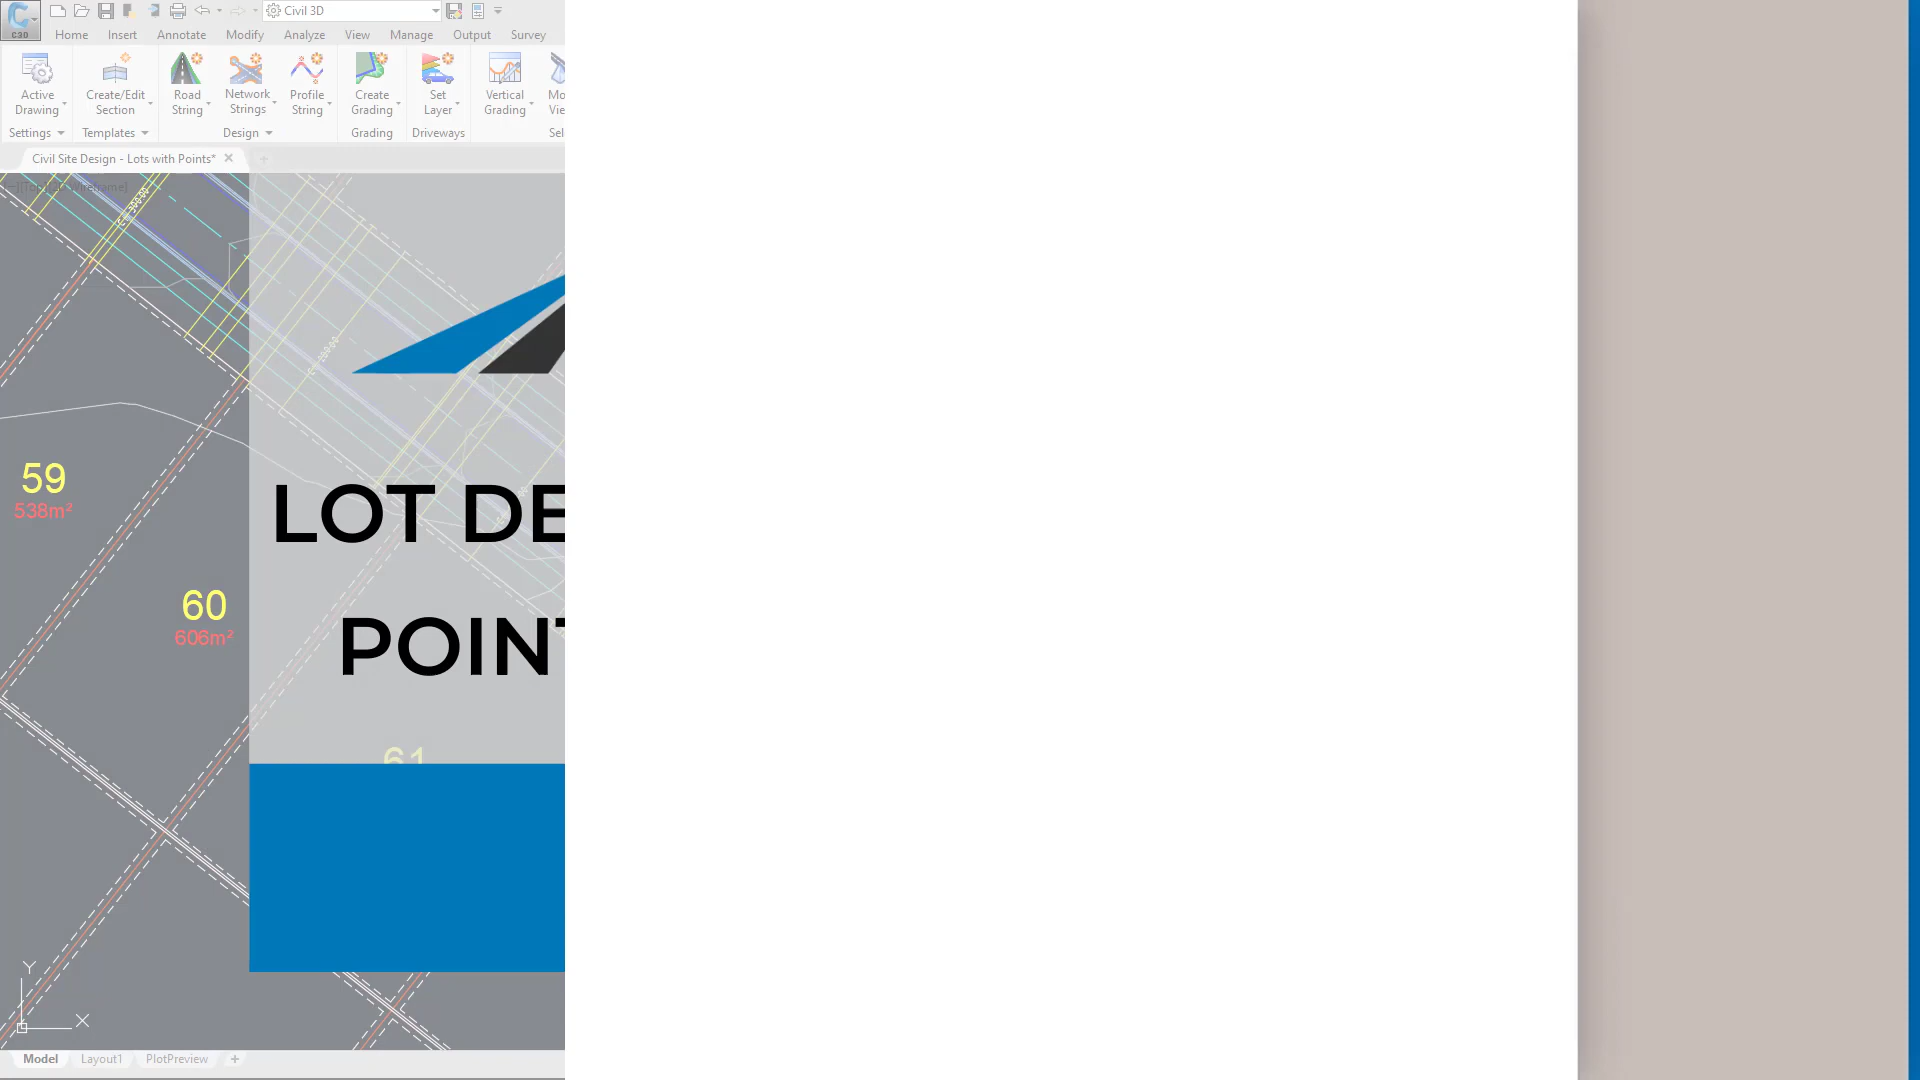 C3D
Civil 3D
Home Insert Annotate Modify Analyze View Manage Output Survey
Active Drawing
Create/Edit Section
Road String
Network Strings
Profile String
Create Grading
Set Layer
Vertical Grading
Settings Templates Design Grading Driveways
Civil Site Design - Lots with Points*
59
538m²
60
606m²
61
LOT DE
POINT
Y
X
Model Layout1 PlotPreview +